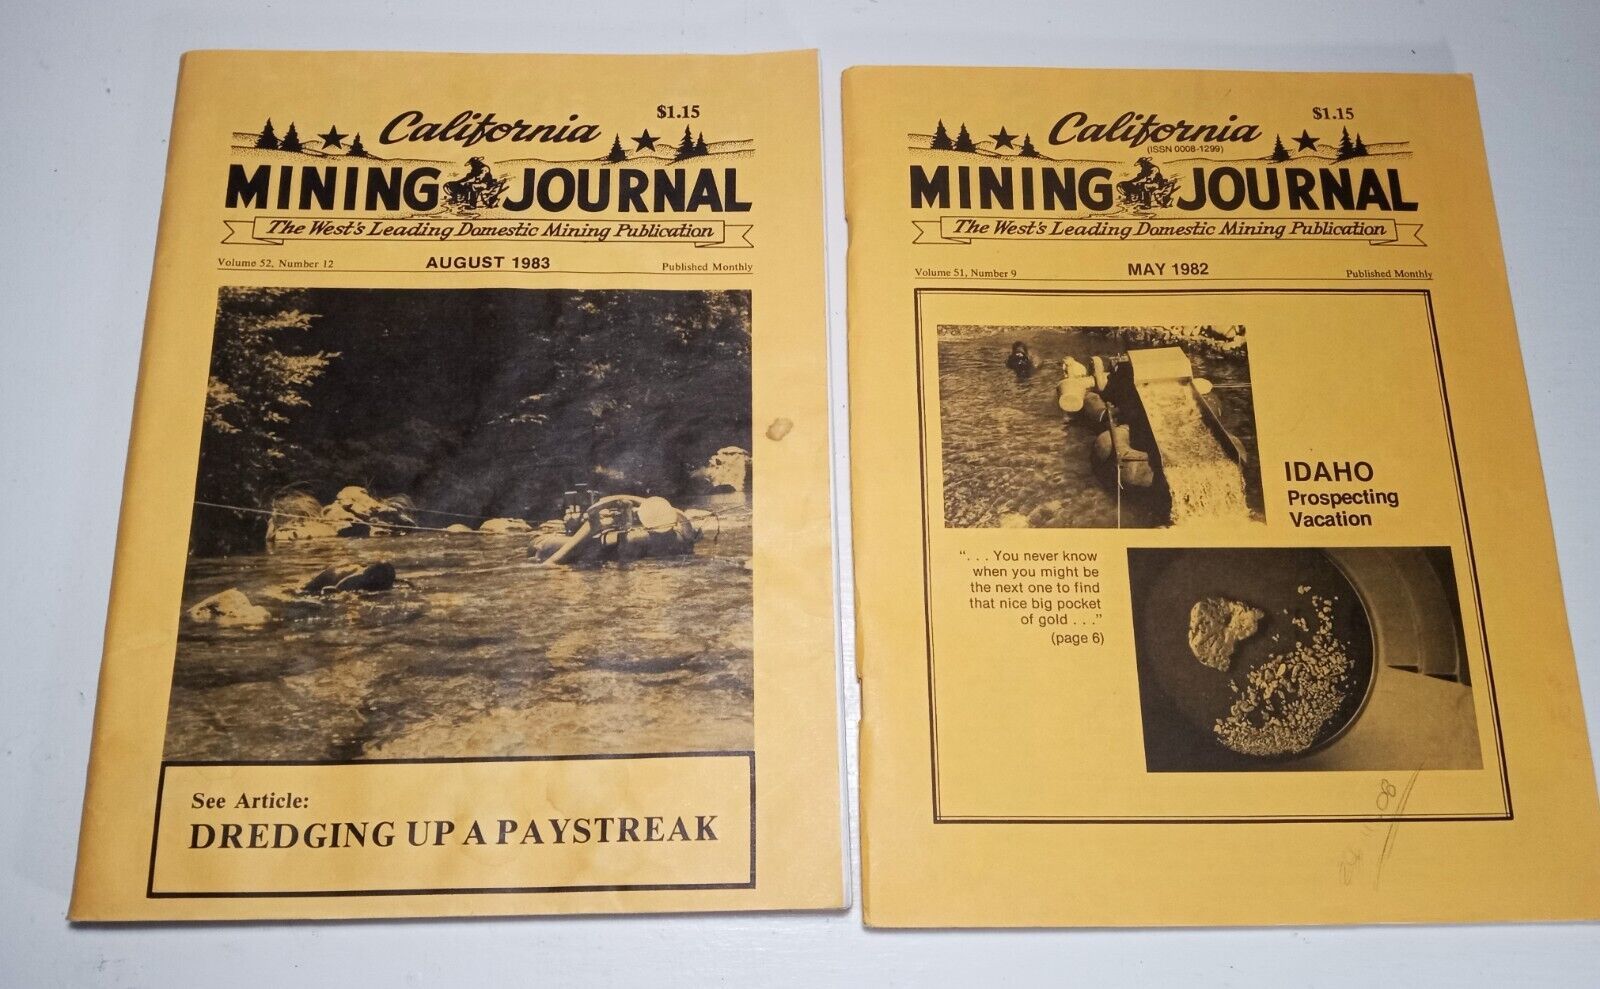 California
$1.15
MINING JOURNAL
The West's Leading Domestic Mining Publication
Volume 52, Number 12
AUGUST 1983
Published Monthly
See Article:
DREDGING UP A PAYSTREAK
California
$1.15
(ISSN 0008-1299)
MINING JOURNAL
The West's Leading Domestic Mining Publication
Volume 51, Number 9
MAY 1982
Published Monthly
IDAHO
Prospecting
Vacation
". . . You never know
when you might be
the next one to find
that nice big pocket
of gold . . ."
(page 6)